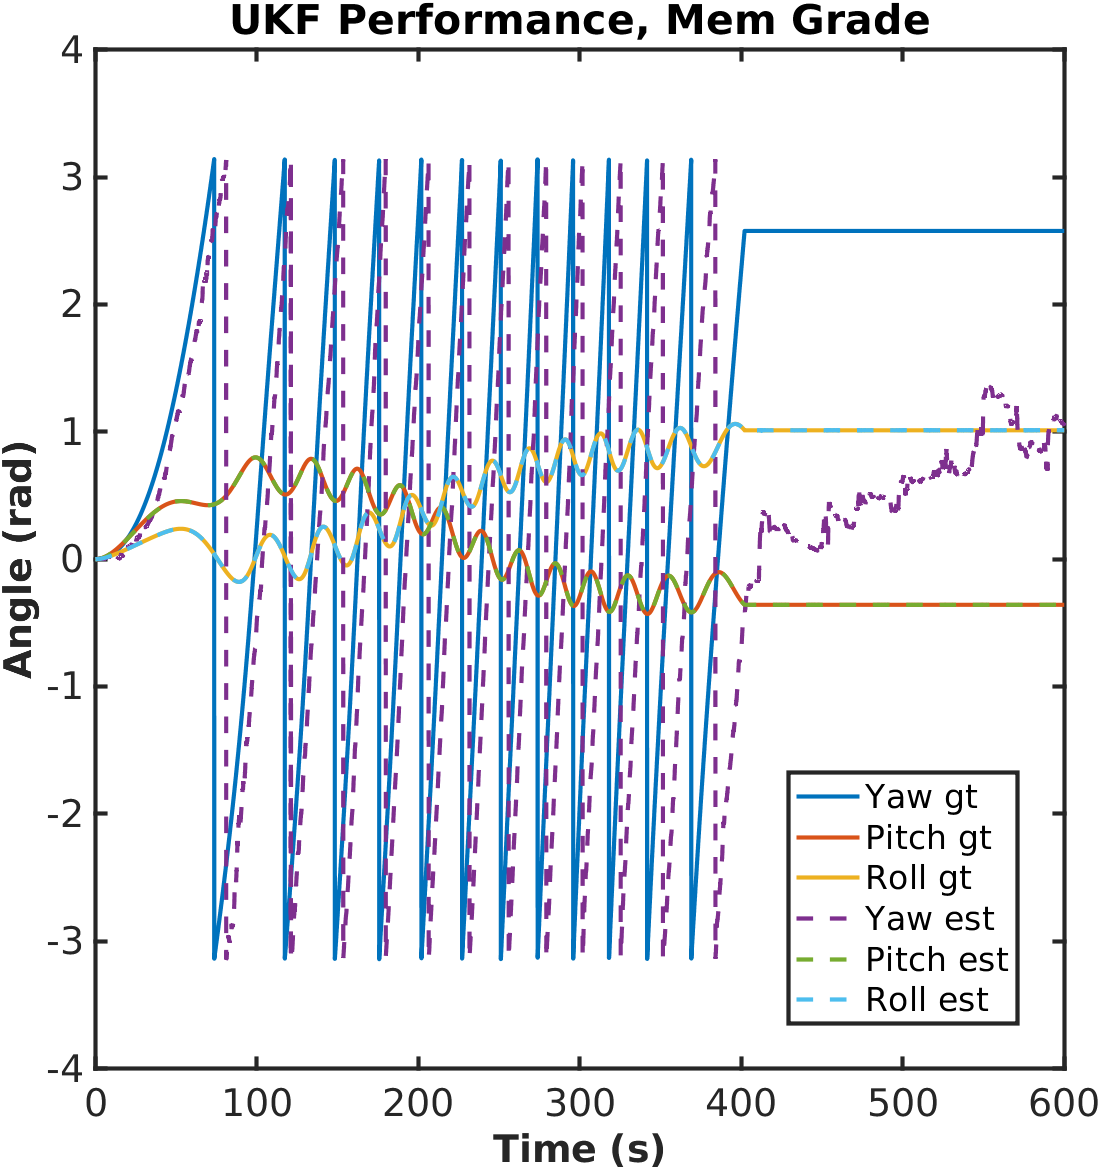 UKF Performance, Mem Grade
4
3
2
1
0
-1
-2
-3
-4
Angle (rad)
0 100 200 300 400 500 600
Time (s)
Yaw gt
Pitch gt
Roll gt
Yaw est
Pitch est
Roll est